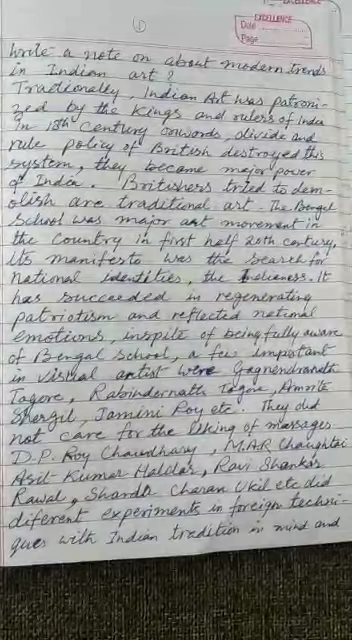 (1)
EXCELLENCE
EXCELLENCE
Date
Page
Write a note on about modern trends
in Indian art?
Tractionally, Indian Art was patroni-
zed by the Kings and rulers of India
In 18th Century onwords, divide and
rule policy of British destroyed this
system, they became major power
of India. Britishers tried to dem-
olish are traditional art. The Bengal
School was major art movement in
the Country in first half 20th century,
its manifesto was the search for
national identities, the Indianess. It
has succeeded in regenerating
patriotism and reflected national
emotions, inspite of being fully aware
of Bengal School, a few important
in visual artist were Gagnendranath
Tagore, Rabindernath Tagore, Amrita
Shergil, Jamini Roy etc. They did
not care for the liking of massages
D.P. Roy Chaudhary, M.A.R Chaughtai
Asit Kumar Haldar, Ravi Shankar
Rawal, Sharda Charan Ukil etc did
diferent experiments in foreign techni-
ques with Indian tradition in mind and